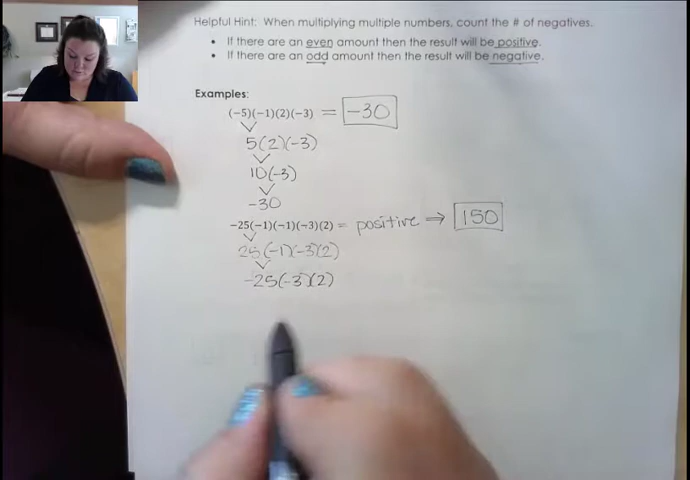 Helpful Hint: When multiplying multiple numbers, count the # of negatives.
• If there are an even amount then the result will be positive.
• If there are an odd amount then the result will be negative.
Examples:
(-5)(-1)(2)(-3) = -30
5(2)(-3)
10(-3)
-30
-25(-1)(-1)(-3)(2) = positive ⇒ 150
25(-1)(-3)(2)
-25(-3)(2)